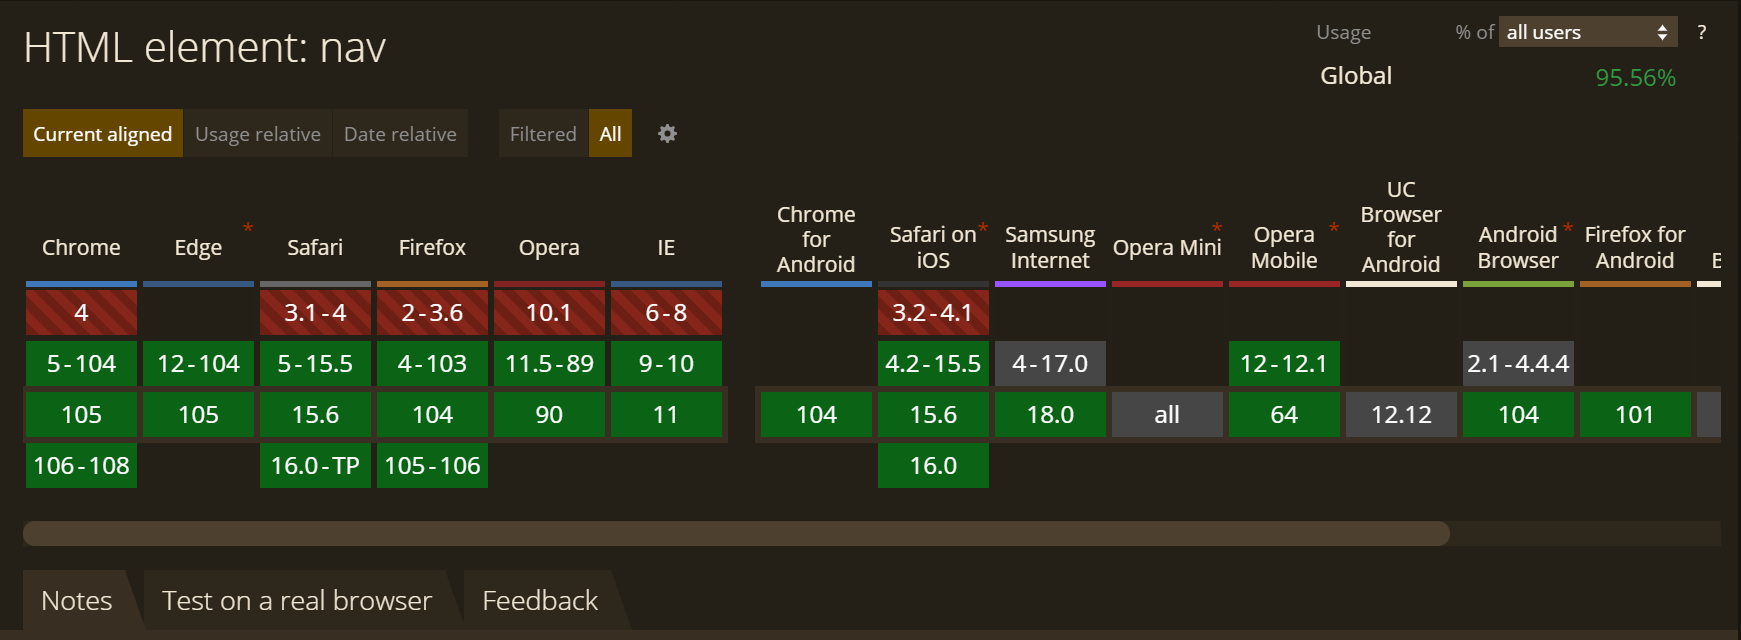 HTML element: nav
Usage % of all users ?
Global 95.56%
Current aligned Usage relative Date relative Filtered All
Chrome Edge * Safari Firefox Opera IE
Chrome for Android
Safari on iOS *
Samsung Internet
Opera Mini *
Opera Mobile *
UC Browser for Android
Android Browser *
Firefox for Android
4 3.1-4 2-3.6 10.1 6-8 3.2-4.1
5-104 12-104 5-15.5 4-103 11.5-89 9-10 4.2-15.5 4-17.0 12-12.1 2.1-4.4.4
105 105 15.6 104 90 11 104 15.6 18.0 all 64 12.12 104 101
106-108 16.0-TP 105-106 16.0
Notes Test on a real browser Feedback